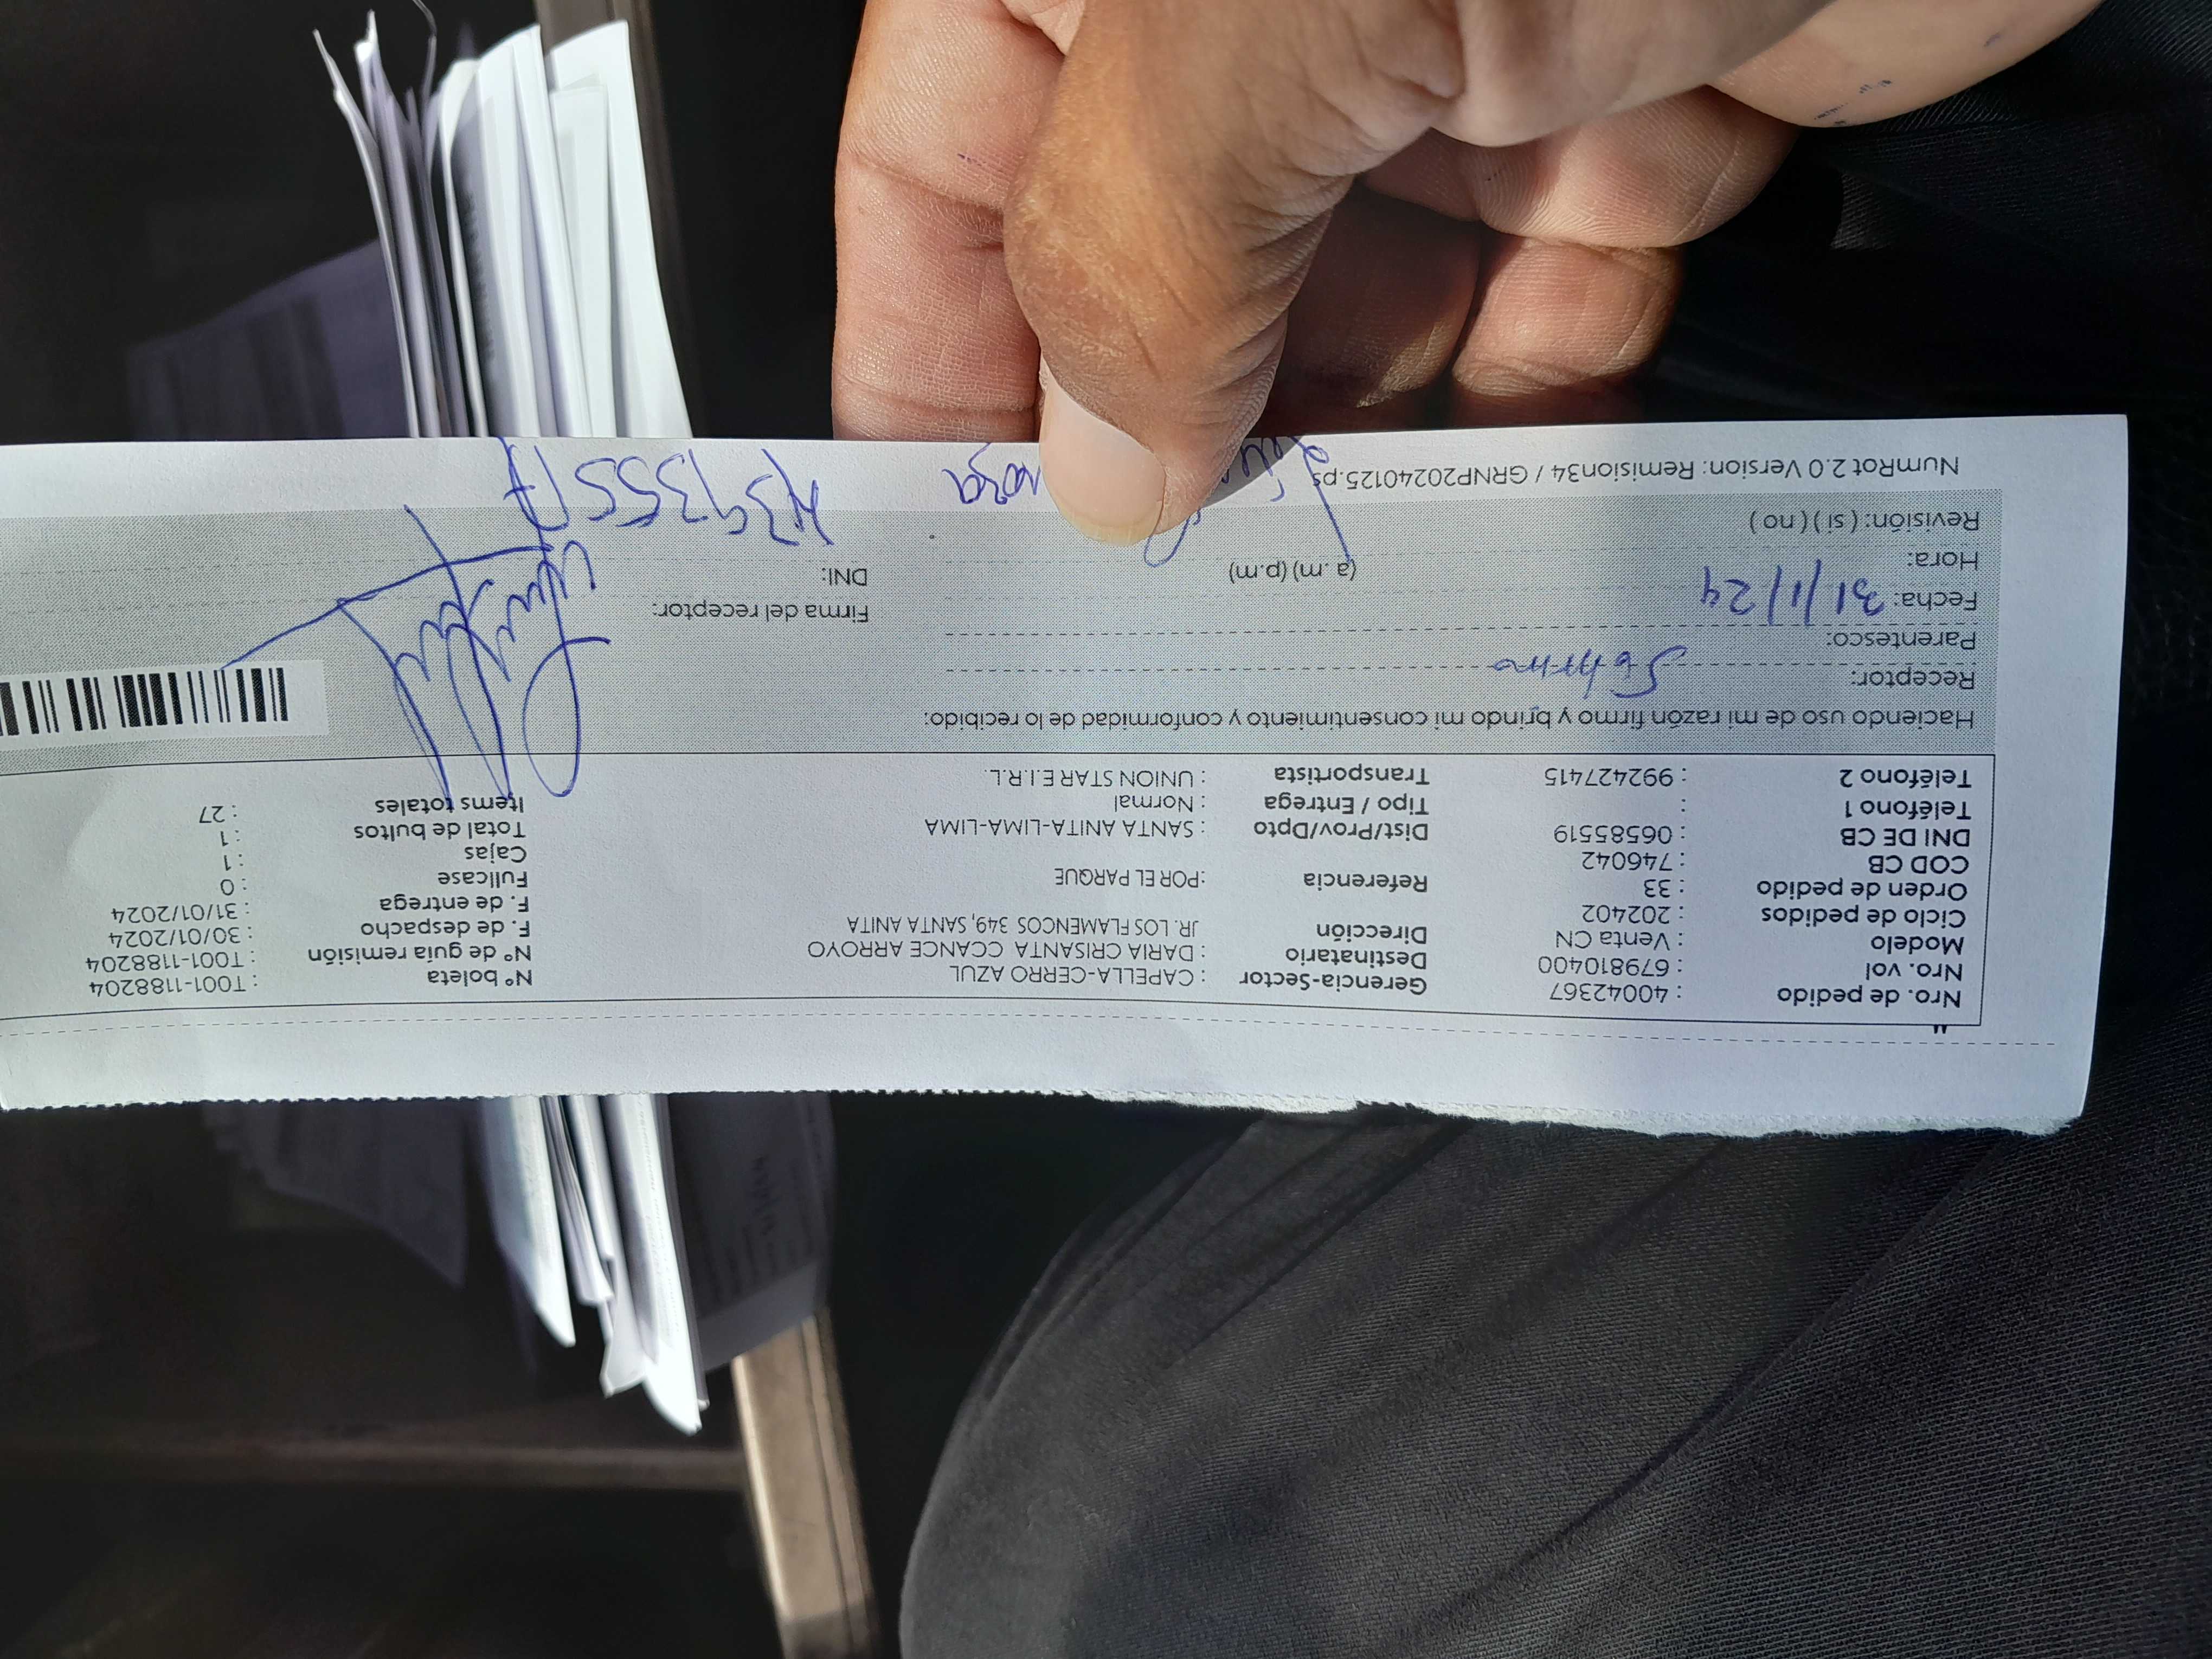 Nro. de pedido : 40042367 Gerencia-Sector : CAPELLA-CERRO AZUL Nº boleta : T001-1188204
Nro. vol : 679810400 Destinatario : DARIA CRISANTA CCANCE ARROYO Nº de guía remisión : T001-1188204
Modelo : Venta CN Dirección JR. LOS FLAMENCOS 349, SANTA ANITA F. de despacho : 30/01/2024
Ciclo de pedidos : 202402 F. de entrega : 31/01/2024
Orden de pedido : 33 Referencia :POR EL PARQUE Fullcase : 0
COD CB : 746042 Cajas : 1
DNI DE CB : 06585519 Dist/Prov/Dpto : SANTA ANITA-LIMA-LIMA Total de bultos : 1
Teléfono 1 : Tipo / Entrega : Normal Items totales : 27
Teléfono 2 : 992427415 Transportista : UNION STAR E.I.R.L.
Haciendo uso de mi razón firmo y brindo mi consentimiento y conformidad de lo recibido:
Receptor: Sobrino
Parentesco: Firma del receptor:
Fecha: 31/1/24
Hora: (a. m) (p.m) DNI:
Revisión: ( si ) ( no )
NumRot 2.0 Version: Remision34 / GRNP20240125.ps